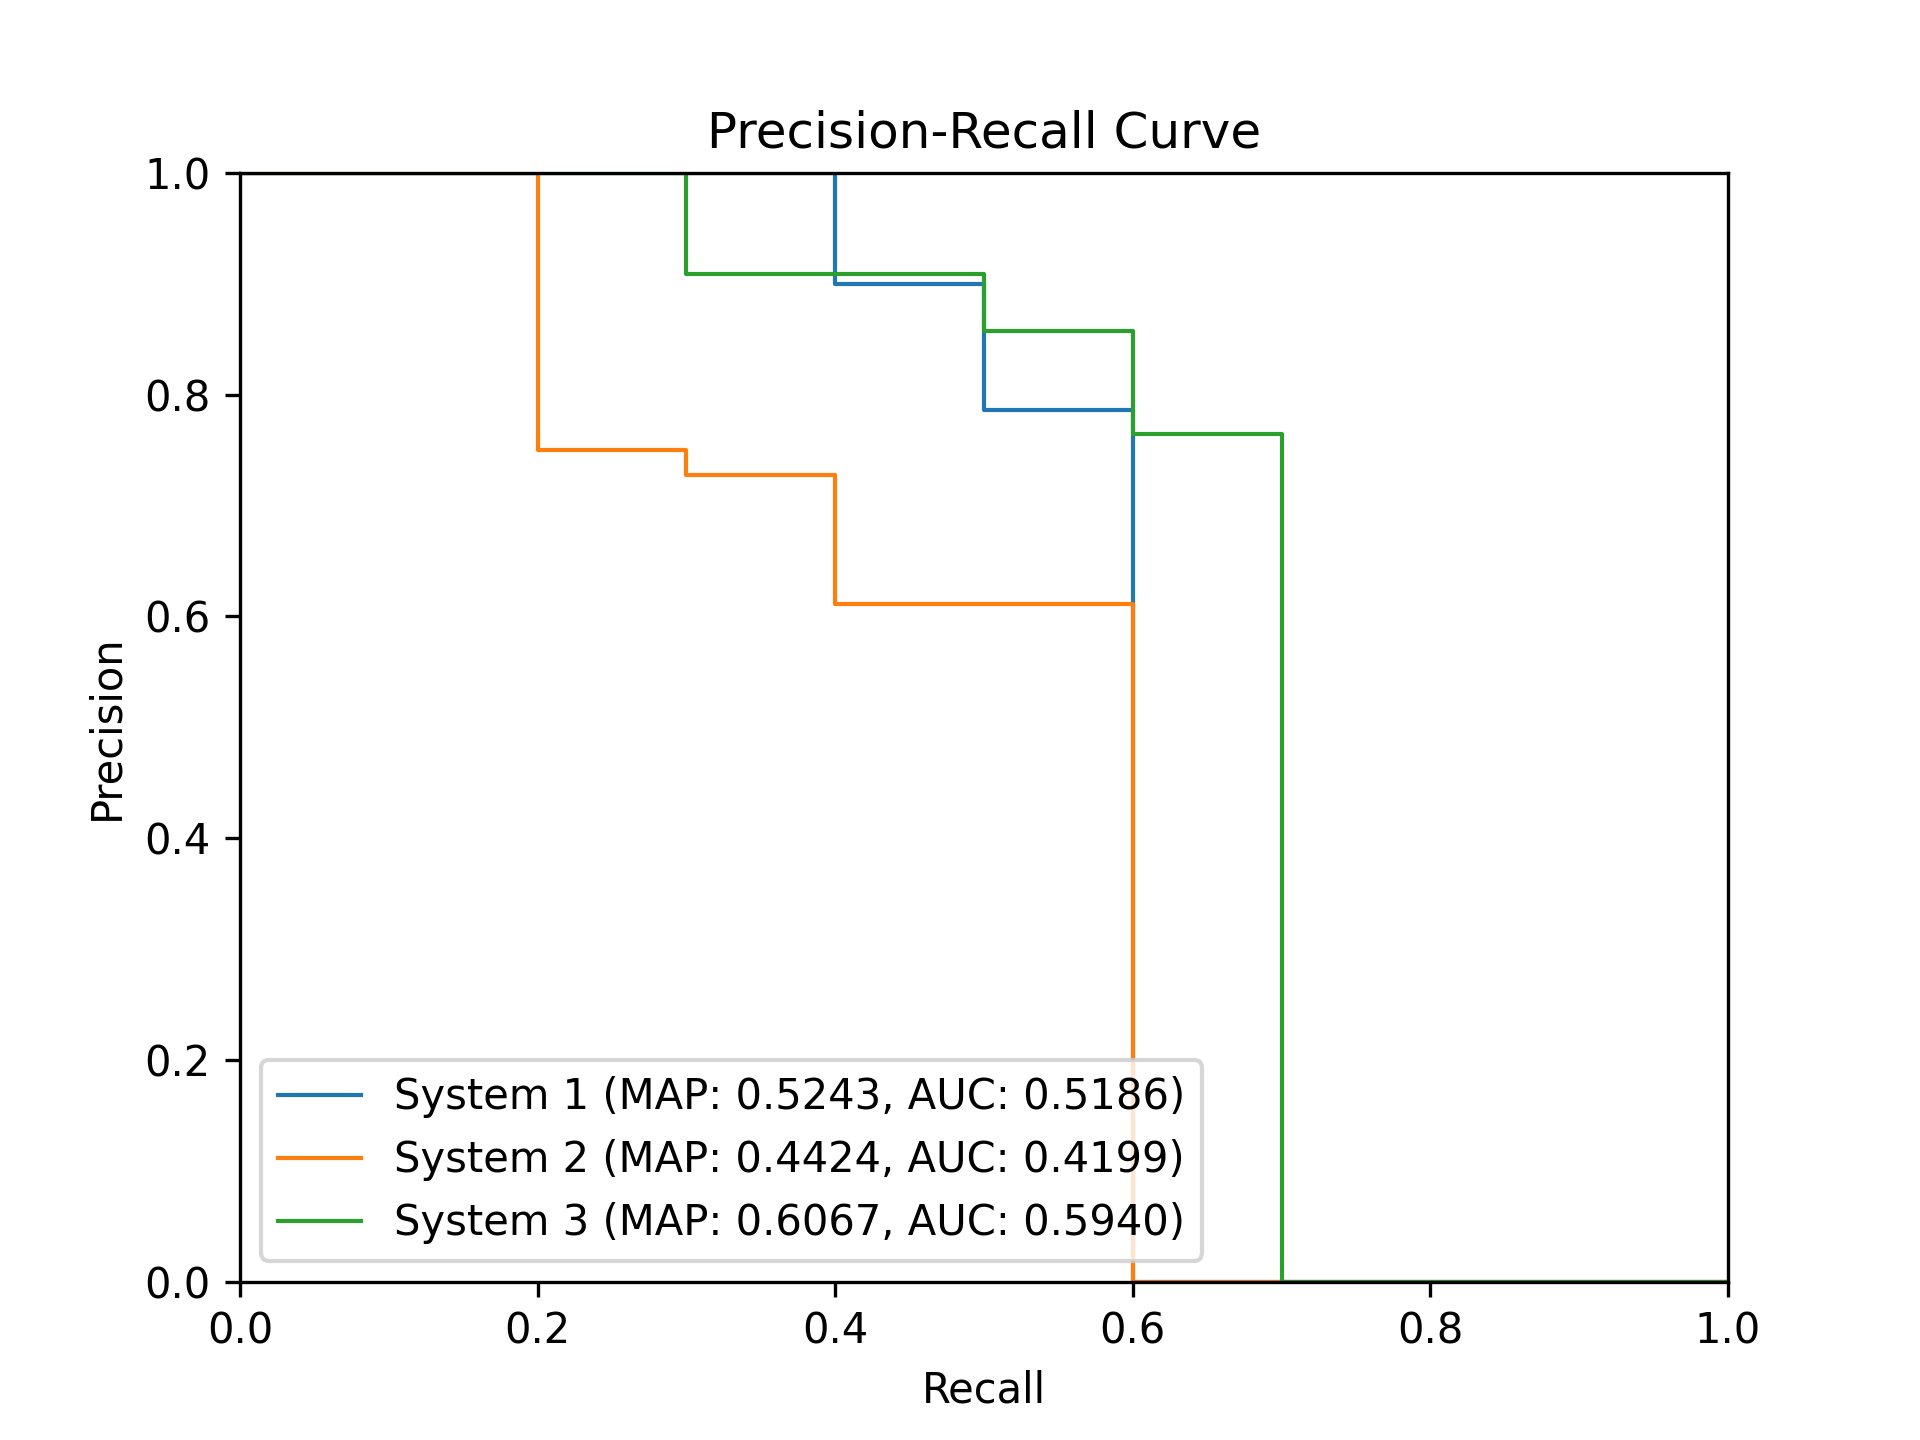 Precision-Recall Curve
1.0
0.8
0.6
0.4
0.2
0.0
Precision
System 1 (MAP: 0.5243, AUC: 0.5186)
System 2 (MAP: 0.4424, AUC: 0.4199)
System 3 (MAP: 0.6067, AUC: 0.5940)
0.0 0.2 0.4 0.6 0.8 1.0
Recall